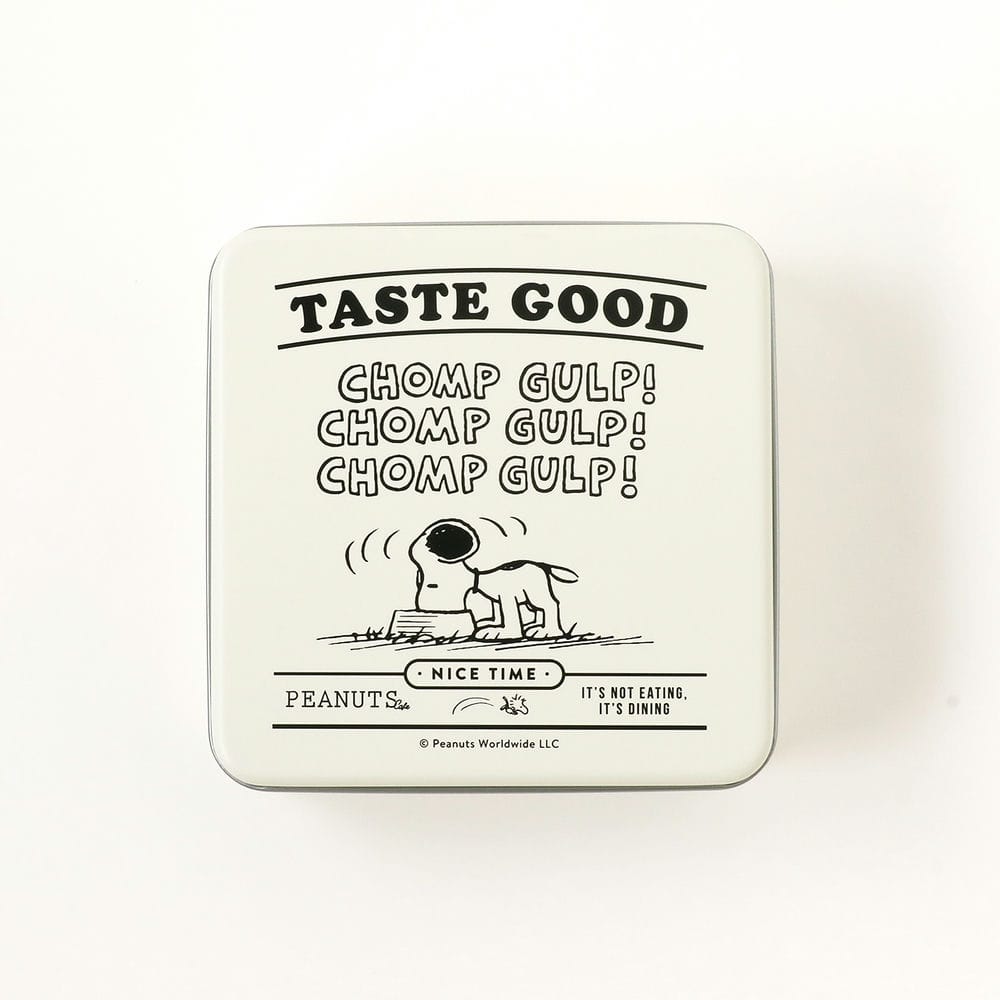 TASTE GOOD
CHOMP GULP!
CHOMP GULP!
CHOMP GULP!
· NICE TIME ·
PEANUTS Cafe
IT'S NOT EATING,
IT'S DINING
© Peanuts Worldwide LLC